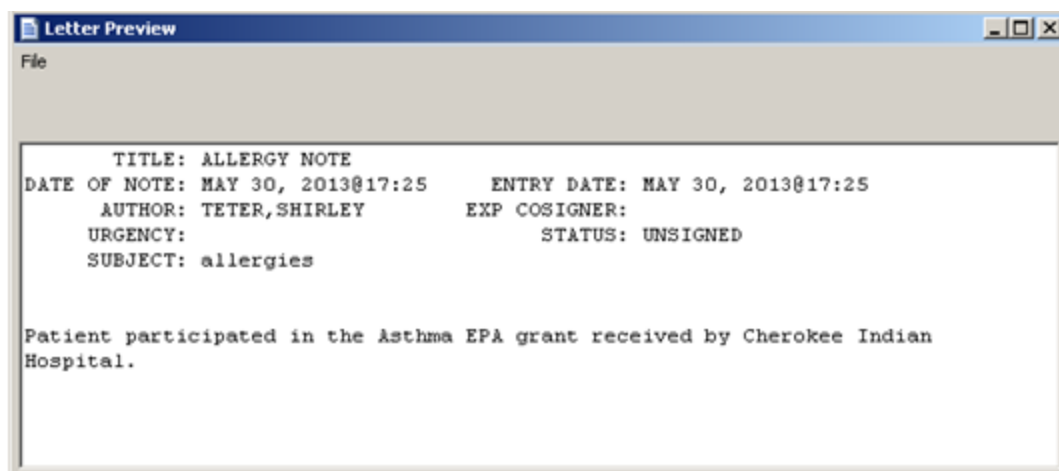 Letter Preview
File
TITLE: ALLERGY NOTE
DATE OF NOTE: MAY 30, 2013@17:25 ENTRY DATE: MAY 30, 2013@17:25
AUTHOR: TETER,SHIRLEY EXP COSIGNER:
URGENCY: STATUS: UNSIGNED
SUBJECT: allergies
Patient participated in the Asthma EPA grant received by Cherokee Indian
Hospital.